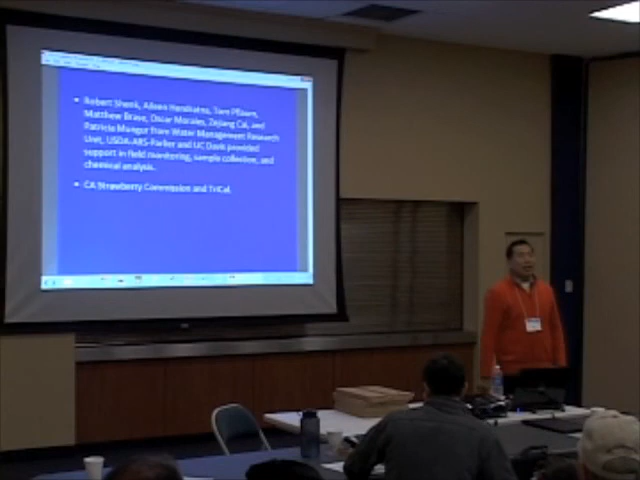 Robert Shenk, Aileen Hendratna, Tom Pflaum,
Matthew Birase, Oscar Morales, Zejiang Cai, and
Patricia Mungur from Water Management Research
Unit, USDA-ARS-Parlier and UC Davis provided
support in field monitoring, sample collection, and
chemical analysis.
CA Strawberry Commission and TriCal.